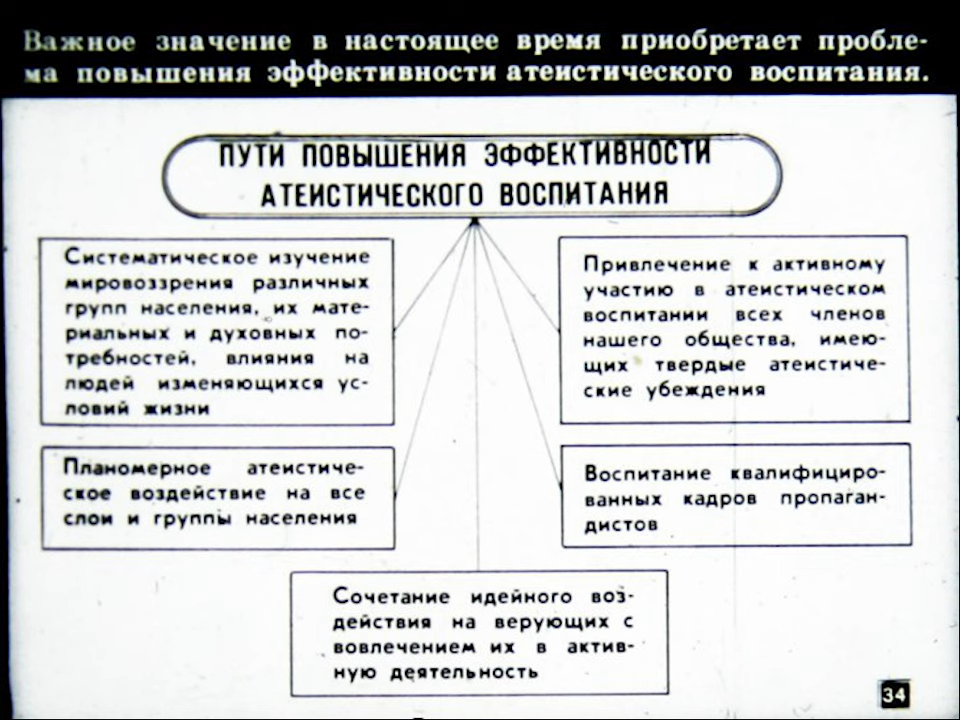 Важное значение в настоящее время приобретает пробле-
ма повышения эффективности атеистического воспитания.
ПУТИ ПОВЫШЕНИЯ ЭФФЕКТИВНОСТИ
АТЕИСТИЧЕСКОГО ВОСПИТАНИЯ
Систематическое изучение
мировоззрения различных
групп населения, их мате-
риальных и духовных по-
требностей, влияния на
людей изменяющихся ус-
ловий жизни
Привлечение к активному
участию в атеистическом
воспитании всех членов
нашего общества, имею-
щих твердые атеистиче-
ские убеждения
Планомерное атеистиче-
ское воздействие на все
слои и группы населения
Воспитание квалифициро-
ванных кадров пропаган-
дистов
Сочетание идейного воз-
действия на верующих с
вовлечением их в актив-
ную деятельность
34